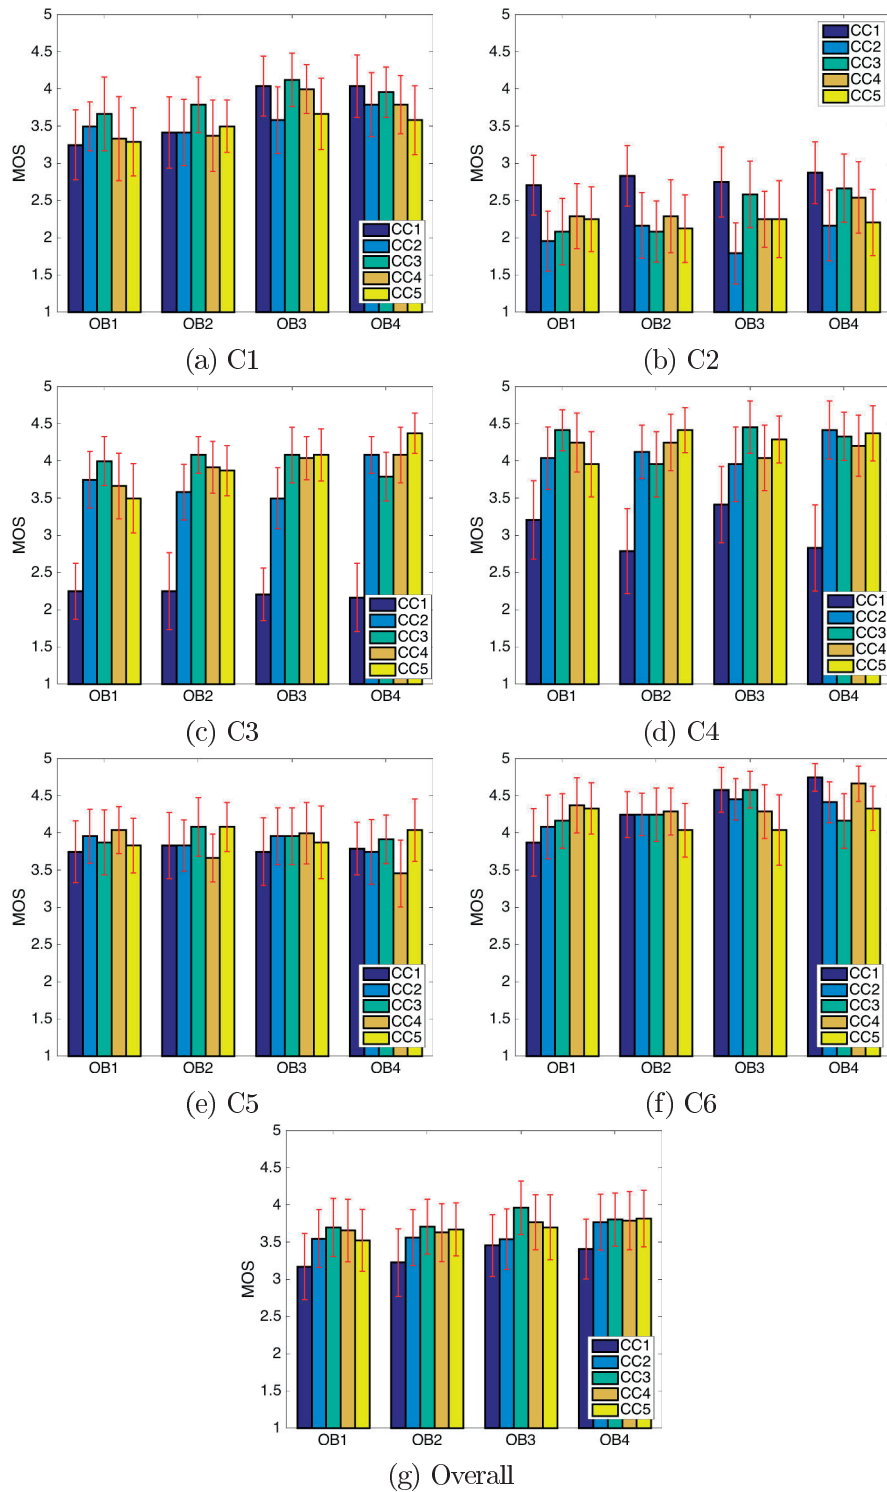 5
4.5
4
3.5
3
2.5
2
1.5
1
MOS
CC1
CC2
CC3
CC4
CC5
OB1 OB2 OB3 OB4
(a) C1
5
4.5
4
3.5
3
2.5
2
1.5
1
MOS
CC1
CC2
CC3
CC4
CC5
OB1 OB2 OB3 OB4
(b) C2
5
4.5
4
3.5
3
2.5
2
1.5
1
MOS
CC1
CC2
CC3
CC4
CC5
OB1 OB2 OB3 OB4
(c) C3
5
4.5
4
3.5
3
2.5
2
1.5
1
MOS
CC1
CC2
CC3
CC4
CC5
OB1 OB2 OB3 OB4
(d) C4
5
4.5
4
3.5
3
2.5
2
1.5
1
MOS
CC1
CC2
CC3
CC4
CC5
OB1 OB2 OB3 OB4
(e) C5
5
4.5
4
3.5
3
2.5
2
1.5
1
MOS
CC1
CC2
CC3
CC4
CC5
OB1 OB2 OB3 OB4
(f) C6
5
4.5
4
3.5
3
2.5
2
1.5
1
MOS
CC1
CC2
CC3
CC4
CC5
OB1 OB2 OB3 OB4
(g) Overall